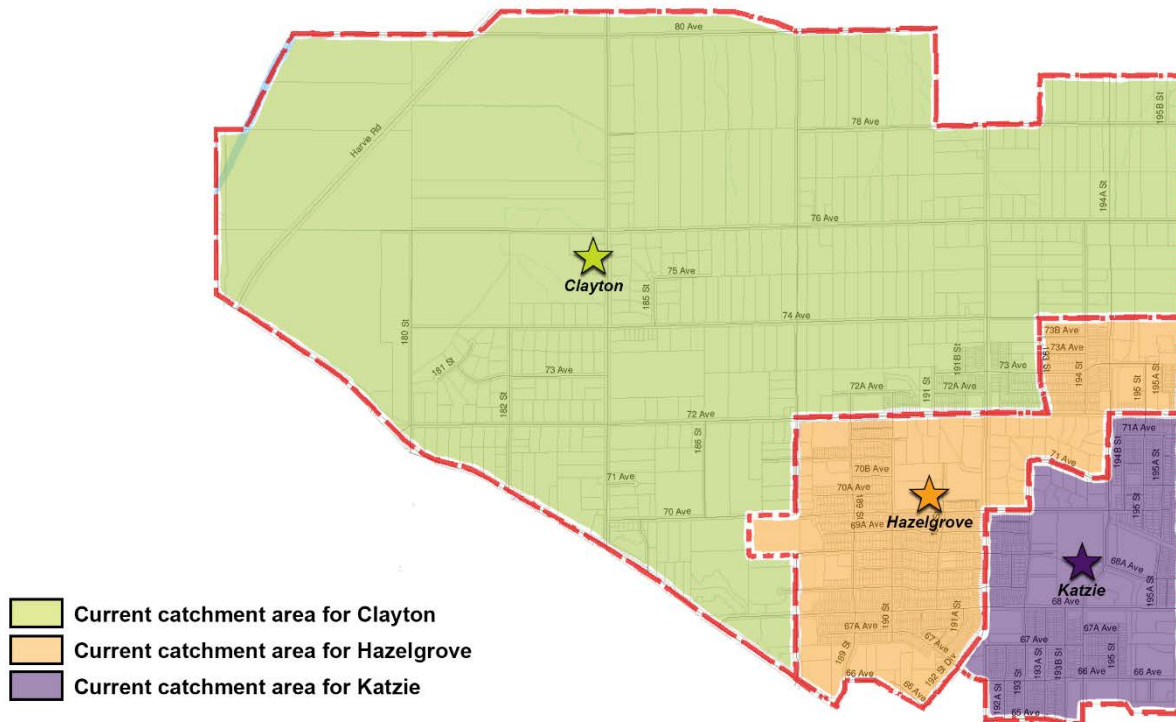 80 Ave
195B St
Harvie Rd
78 Ave
194A St
76 Ave
Clayton
75 Ave
185 St
74 Ave
180 St
73B Ave
73A Ave
193 St
191B St
181 St
73 Ave
73 Ave
194 St
195 St
195A St
72A Ave
191 St
72A Ave
182 St
72 Ave
186 St
71A Ave
194B St
71 Ave
195A St
70B Ave
71 Ave
70A Ave
189 St
195 St
70 Ave
69A Ave
Hazelgrove
68A Ave
Katzie
195A St
68 Ave
67A Ave
190 St
191A St
67A Ave
67 Ave
67 Ave
189 St
192 St Div
193A St
193B St
195 St
66 Ave
66 Ave
66 Ave
65 Ave
192A St
193 St
65 Ave
Current catchment area for Clayton
Current catchment area for Hazelgrove
Current catchment area for Katzie